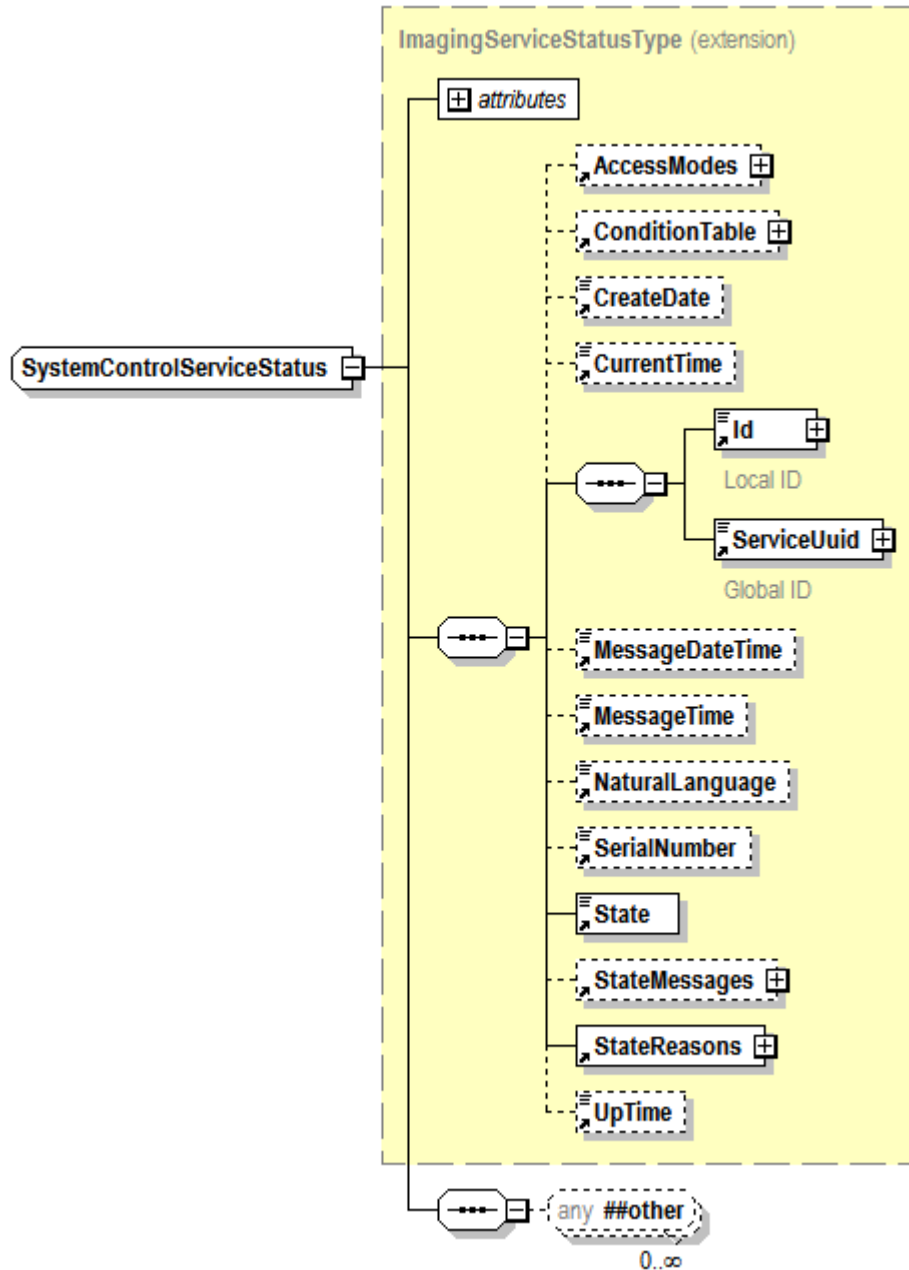 ImagingServiceStatusType (extension)
attributes
AccessModes
ConditionTable
CreateDate
CurrentTime
SystemControlServiceStatus
Id
Local ID
ServiceUuid
Global ID
MessageDateTime
MessageTime
NaturalLanguage
SerialNumber
State
StateMessages
StateReasons
UpTime
any ##other
0..∞